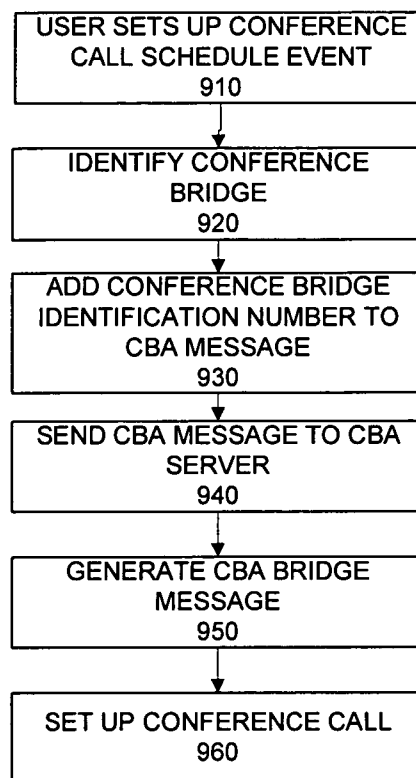 USER SETS UP CONFERENCE
CALL SCHEDULE EVENT
910
IDENTIFY CONFERENCE
BRIDGE
920
ADD CONFERENCE BRIDGE
IDENTIFICATION NUMBER TO
CBA MESSAGE
930
SEND CBA MESSAGE TO CBA
SERVER
940
GENERATE CBA BRIDGE
MESSAGE
950
SET UP CONFERENCE CALL
960